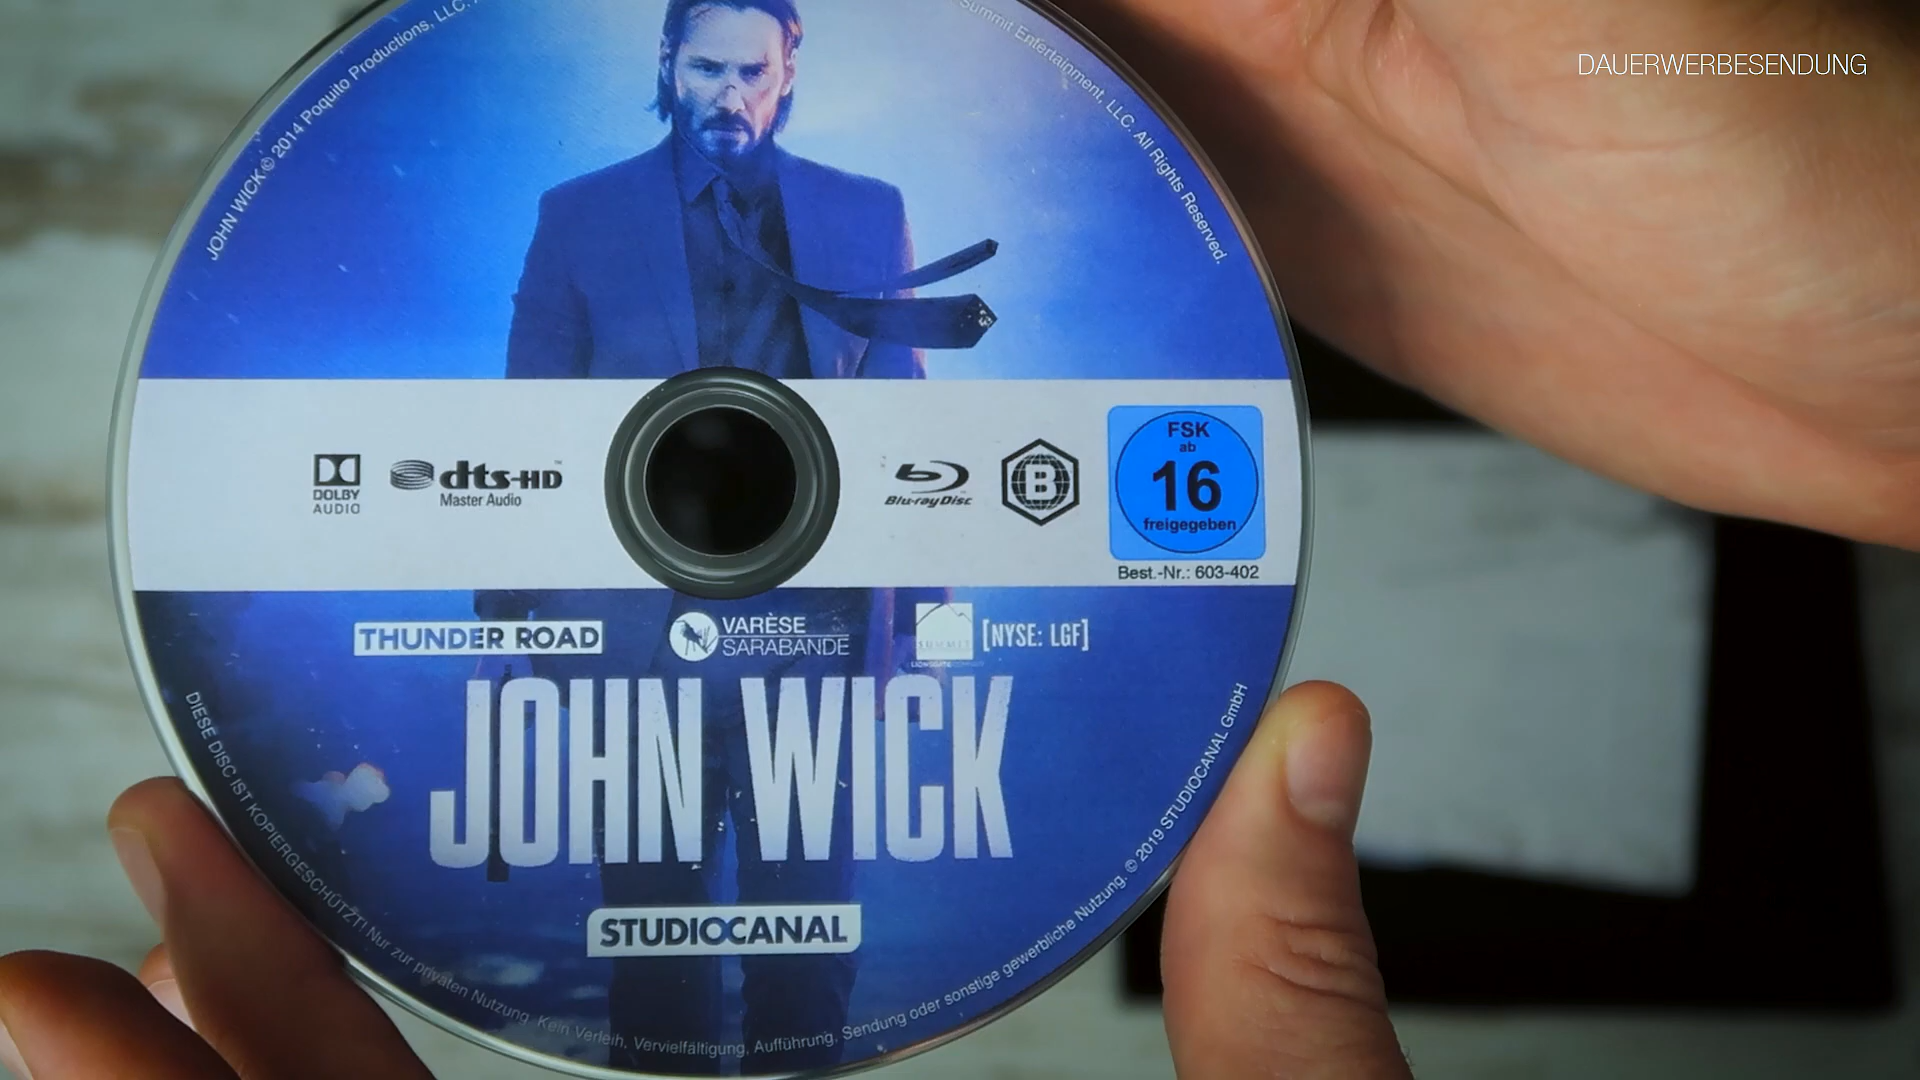 DAUERWERBESENDUNG
JOHN WICK © 2014 Poquito Productions, LLC.
Summit Entertainment, LLC. All Rights Reserved.
DOLBY
AUDIO
dts-HD
Master Audio
Blu-ray Disc
B
FSK
ab
16
freigegeben
Best.-Nr.: 603-402
THUNDER ROAD
VARÈSE
SARABANDE
SUMMIT
LIONSGATE
[NYSE: LGF]
JOHN WICK
STUDIOCANAL
DIESE DISC IST KOPIERGESCHÜTZT! Nur zur privaten Nutzung. Kein Verleih, Vervielfältigung, Aufführung, Sendung oder sonstige gewerbliche Nutzung. © 2019 STUDIOCANAL GmbH